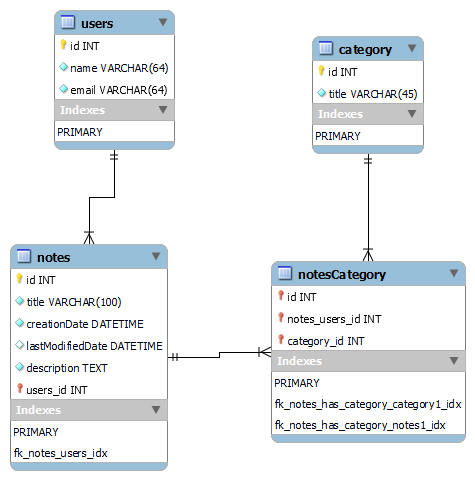 users
id INT
name VARCHAR(64)
email VARCHAR(64)
Indexes
PRIMARY
category
id INT
title VARCHAR(45)
Indexes
PRIMARY
notes
id INT
title VARCHAR(100)
creationDate DATETIME
lastModifiedDate DATETIME
description TEXT
users_id INT
Indexes
PRIMARY
fk_notes_users_idx
notesCategory
id INT
notes_users_id INT
category_id INT
Indexes
PRIMARY
fk_notes_has_category_category1_idx
fk_notes_has_category_notes1_idx